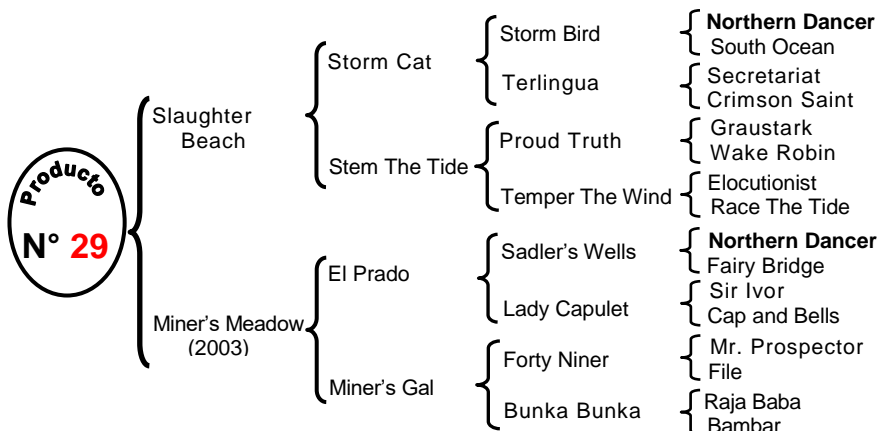 Producto
N° 29
Slaughter
Beach
Miner's Meadow
(2003)
Storm Cat
Stem The Tide
El Prado
Miner's Gal
Storm Bird
Terlingua
Proud Truth
Temper The Wind
Sadler's Wells
Lady Capulet
Forty Niner
Bunka Bunka
Northern Dancer
South Ocean
Secretariat
Crimson Saint
Graustark
Wake Robin
Elocutionist
Race The Tide
Northern Dancer
Fairy Bridge
Sir Ivor
Cap and Bells
Mr. Prospector
File
Raja Baba
Bambar